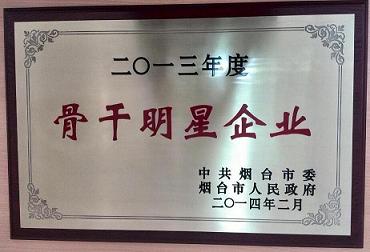 二〇一三年度
骨干明星企业
中共烟台市委
烟台市人民政府
二〇一四年二月